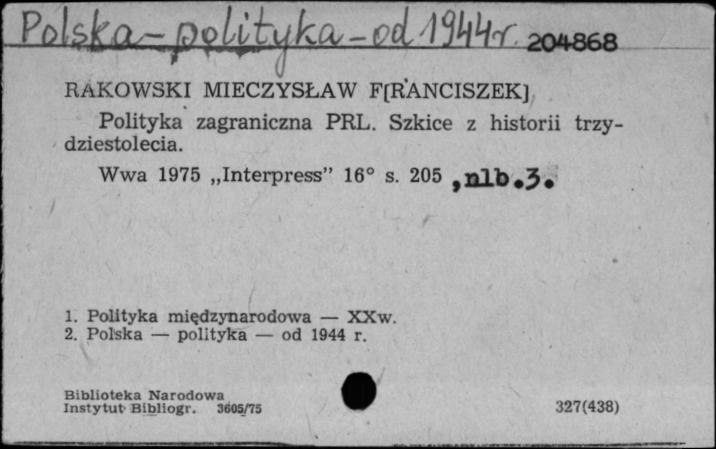 Polska - polityka - od 1944 r. 204868
RAKOWSKI MIECZYSŁAW F[RANCISZEK]
Polityka zagraniczna PRL. Szkice z historii trzy-
dziestolecia.
Wwa 1975 „Interpress” 16° s. 205 , nlb. 3.
1. Polityka międzynarodowa — XXw.
2. Polska — polityka — od 1944 r.
Biblioteka Narodowa
Instytut Bibliogr. 3605/75 327(438)